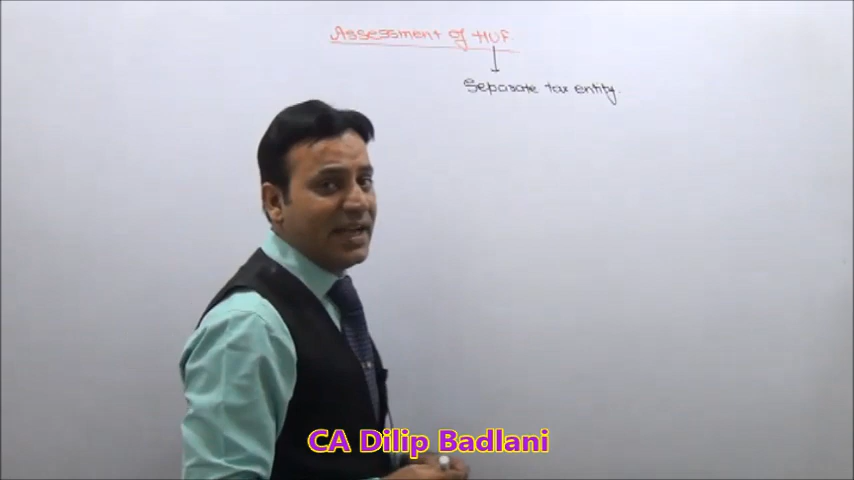 Assessment of HUF
Separate tax entity.
CA Dilip Badlani